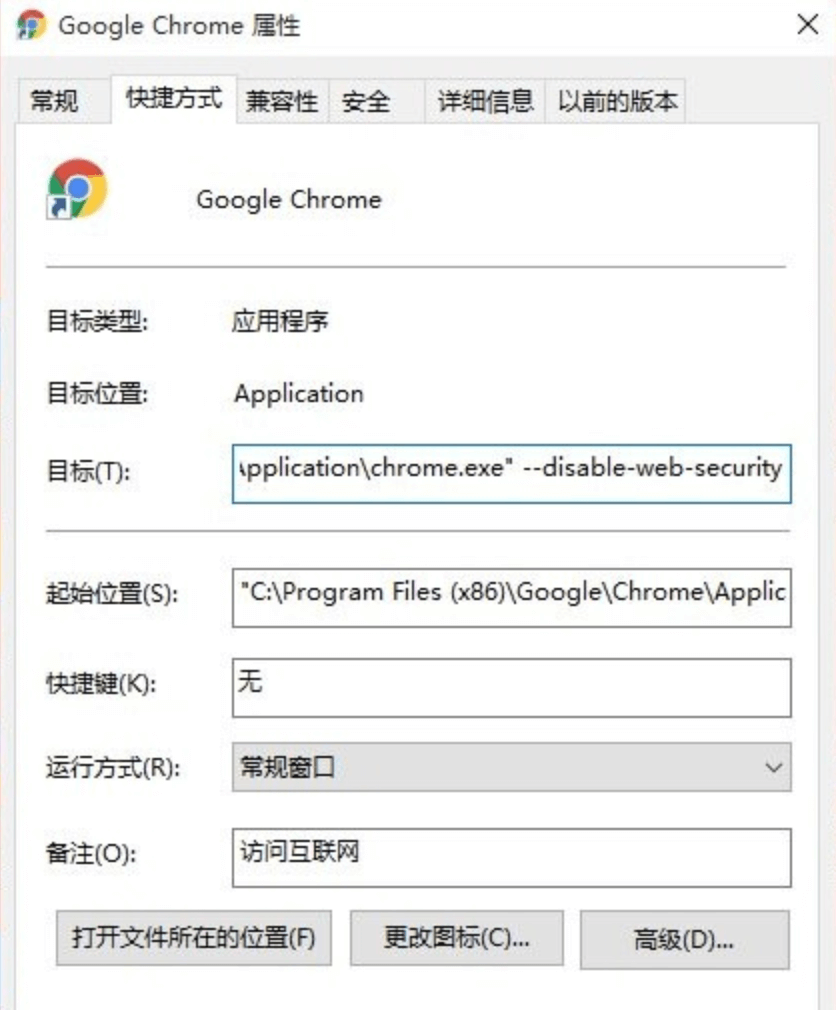 Google Chrome 属性
常规 快捷方式 兼容性 安全 详细信息 以前的版本
Google Chrome
目标类型: 应用程序
目标位置: Application
目标(T): \pplication\chrome.exe" --disable-web-security
起始位置(S): "C:\Program Files (x86)\Google\Chrome\Applic
快捷键(K): 无
运行方式(R): 常规窗口
备注(O): 访问互联网
打开文件所在的位置(F) 更改图标(C)... 高级(D)...